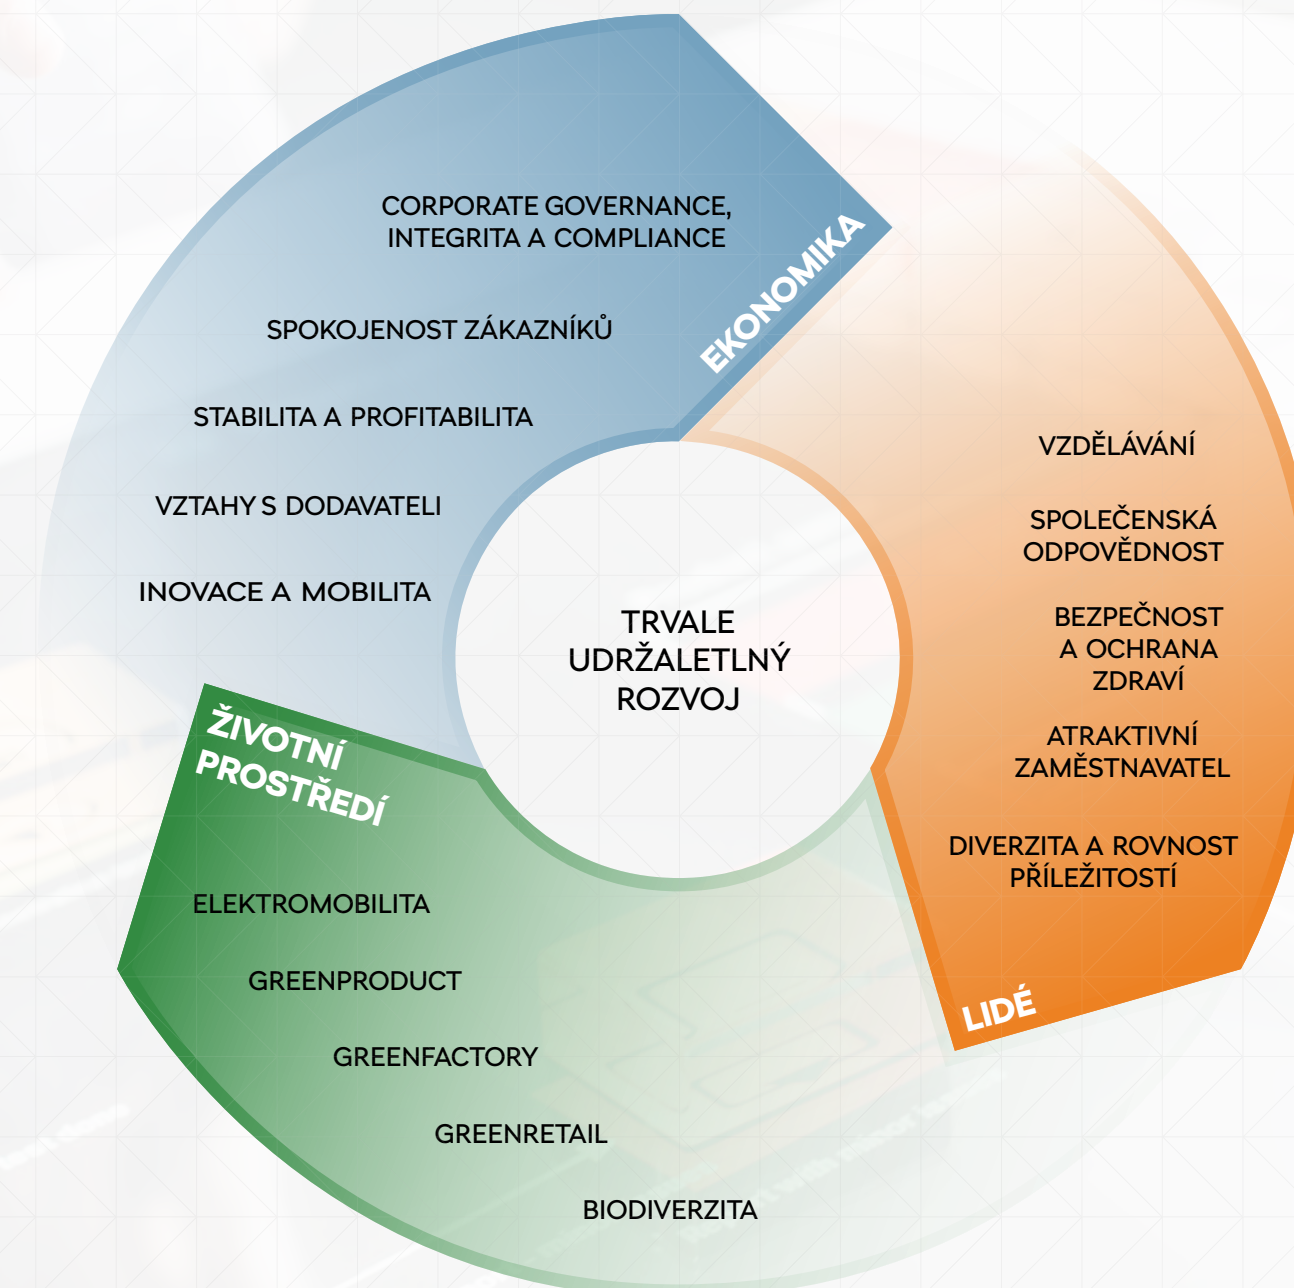 CORPORATE GOVERNANCE,
INTEGRITA A COMPLIANCE
SPOKOJENOST ZÁKAZNÍKŮ
STABILITA A PROFITABILITA
VZTAHY S DODAVATELI
INOVACE A MOBILITA
EKONOMIKA
VZDĚLÁVÁNÍ
SPOLEČENSKÁ
ODPOVĚDNOST
BEZPEČNOST
A OCHRANA
ZDRAVÍ
ATRAKTIVNÍ
ZAMĚSTNAVATEL
DIVERZITA A ROVNOST
PŘÍLEŽITOSTÍ
LIDÉ
TRVALE
UDRŽALETLNÝ
ROZVOJ
ŽIVOTNÍ
PROSTŘEDÍ
ELEKTROMOBILITA
GREENPRODUCT
GREENFACTORY
GREENRETAIL
BIODIVERZITA